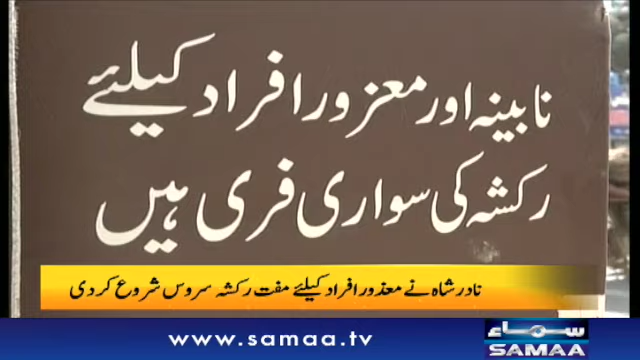 نابینہ اور معزور افراد کیلئے
رکشہ کی سواری فری ہیں
نادر شاہ نے معذور افراد کیلئے مفت رکشہ سروس شروع کردی
www.samaa.tv
سماء
SAMAA